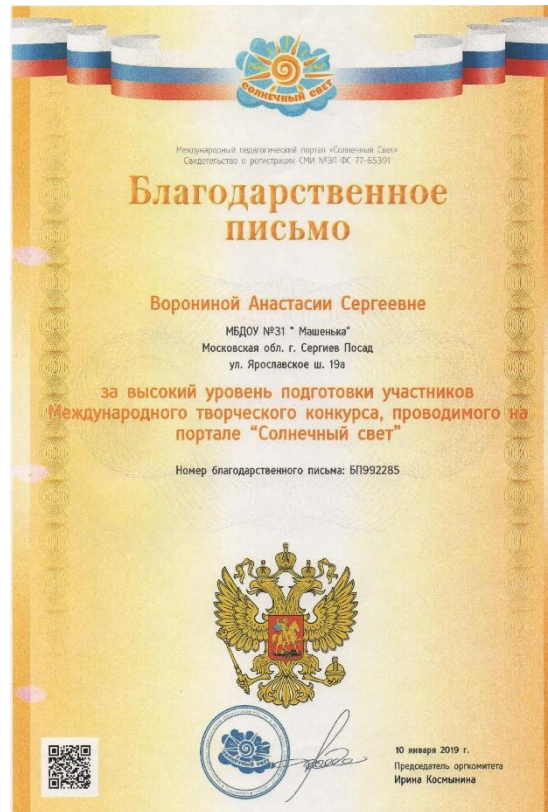 СОЛНЕЧНЫЙ СВЕТ
Международный педагогический портал «Солнечный Свет»
Свидетельство о регистрации СМИ №ЭЛ ФС 77-65391
Благодарственное
письмо
Ворониной Анастасии Сергеевне
МБДОУ №31 " Машенька"
Московская обл. г. Сергиев Посад
ул. Ярославское ш. 19а
за высокий уровень подготовки участников
Международного творческого конкурса, проводимого на
портале “Солнечный свет”
Номер благодарственного письма: БП992285
СОЛНЕЧНЫЙ СВЕТ
10 января 2019 г.
Председатель оргкомитета
Ирина Космынина